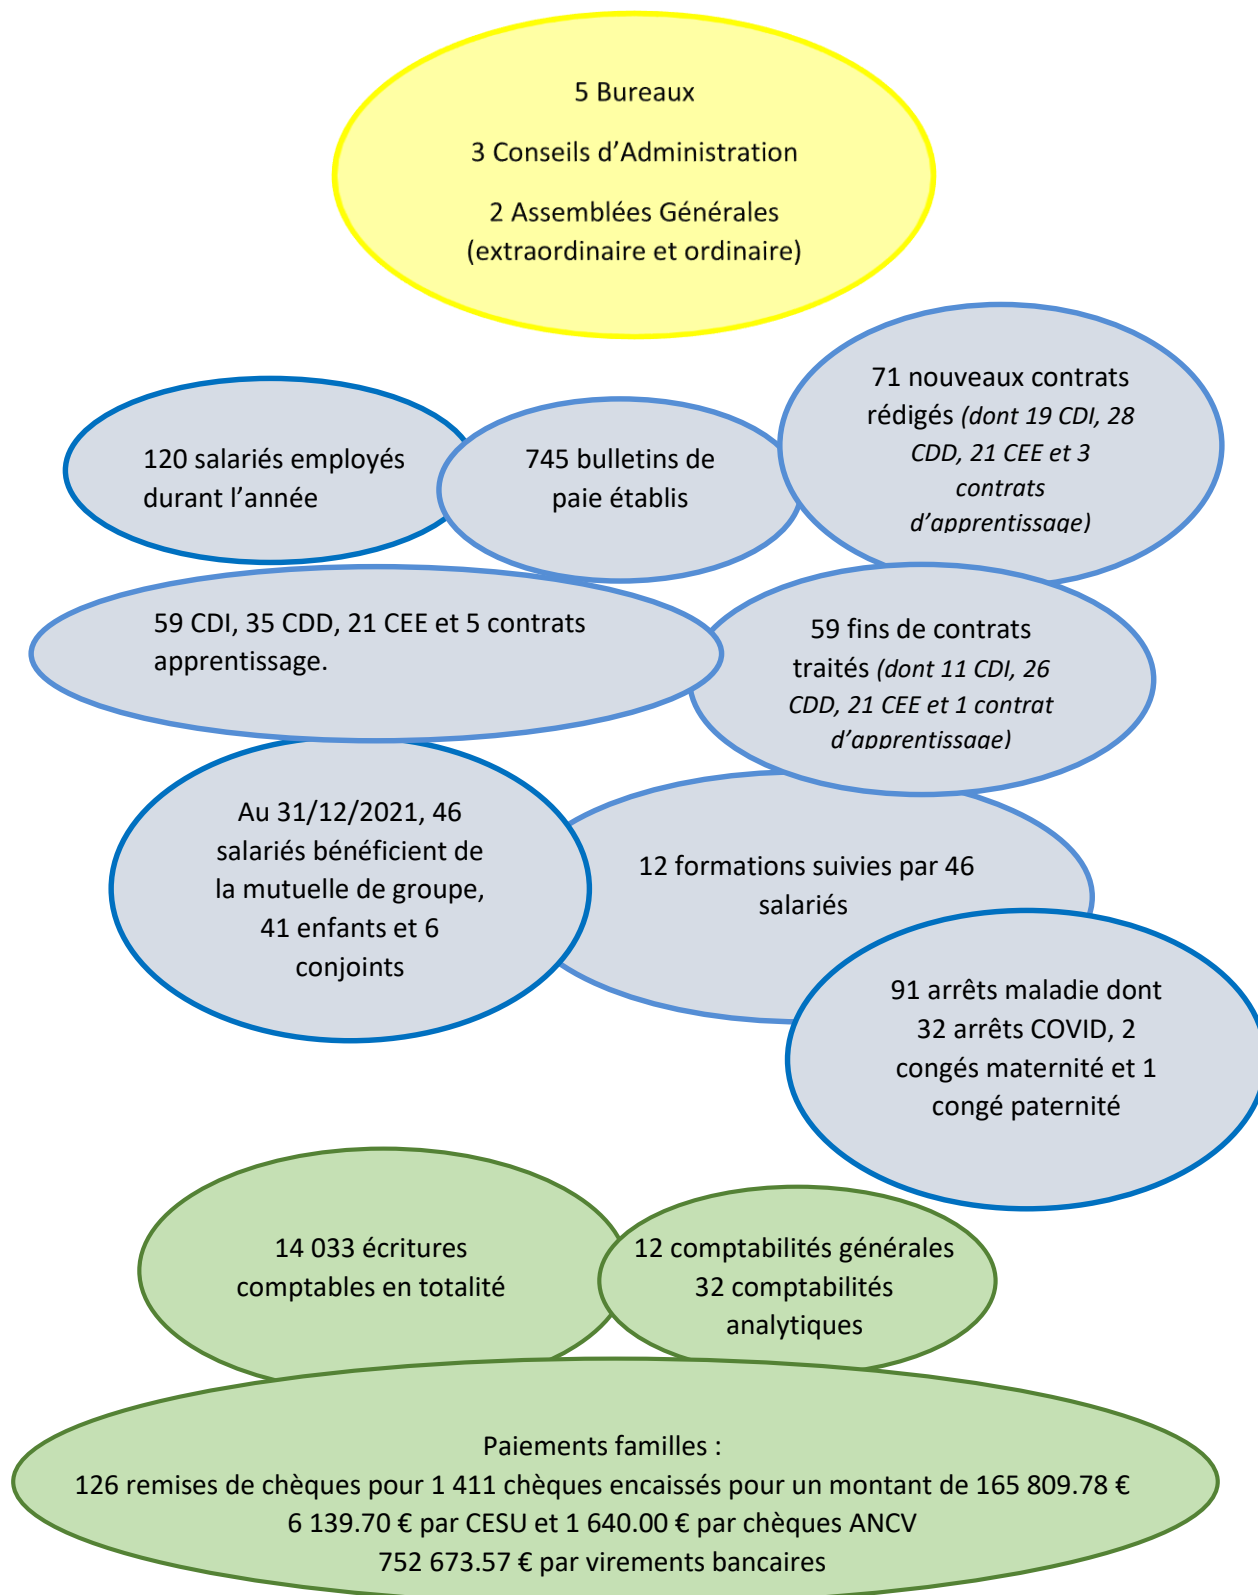 5 Bureaux
3 Conseils d’Administration
2 Assemblées Générales
(extraordinaire et ordinaire)
71 nouveaux contrats
rédigés (dont 19 CDI, 28
CDD, 21 CEE et 3
contrats
d’apprentissage)
120 salariés employés
durant l’année
745 bulletins de
paie établis
59 CDI, 35 CDD, 21 CEE et 5 contrats
apprentissage.
59 fins de contrats
traités (dont 11 CDI, 26
CDD, 21 CEE et 1 contrat
d’apprentissage)
Au 31/12/2021, 46
salariés bénéficient de
la mutuelle de groupe,
41 enfants et 6
conjoints
12 formations suivies par 46
salariés
91 arrêts maladie dont
32 arrêts COVID, 2
congés maternité et 1
congé paternité
14 033 écritures
comptables en totalité
12 comptabilités générales
32 comptabilités
analytiques
Paiements familles :
126 remises de chèques pour 1 411 chèques encaissés pour un montant de 165 809.78 €
6 139.70 € par CESU et 1 640.00 € par chèques ANCV
752 673.57 € par virements bancaires